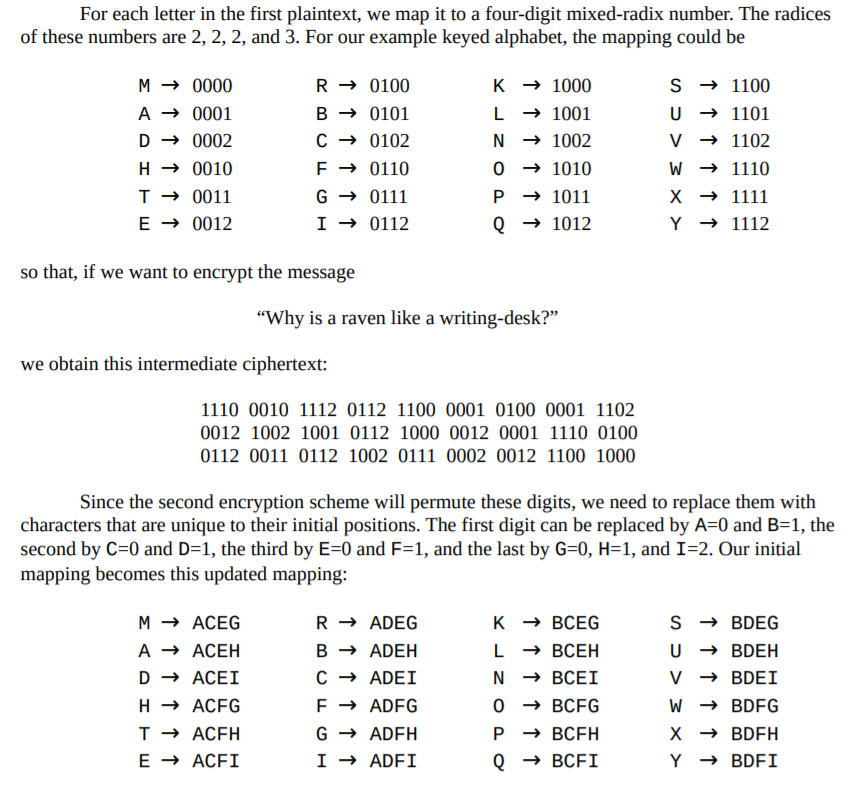 For each letter in the first plaintext, we map it to a four-digit mixed-radix number. The radices
of these numbers are 2, 2, 2, and 3. For our example keyed alphabet, the mapping could be
M → 0000 R → 0100 K → 1000 S → 1100
A → 0001 B → 0101 L → 1001 U → 1101
D → 0002 C → 0102 N → 1002 V → 1102
H → 0010 F → 0110 O → 1010 W → 1110
T → 0011 G → 0111 P → 1011 X → 1111
E → 0012 I → 0112 Q → 1012 Y → 1112
so that, if we want to encrypt the message
“Why is a raven like a writing-desk?”
we obtain this intermediate ciphertext:
1110 0010 1112 0112 1100 0001 0100 0001 1102
0012 1002 1001 0112 1000 0012 0001 1110 0100
0112 0011 0112 1002 0111 0002 0012 1100 1000
Since the second encryption scheme will permute these digits, we need to replace them with
characters that are unique to their initial positions. The first digit can be replaced by A=0 and B=1, the
second by C=0 and D=1, the third by E=0 and F=1, and the last by G=0, H=1, and I=2. Our initial
mapping becomes this updated mapping:
M → ACEG R → ADEG K → BCEG S → BDEG
A → ACEH B → ADEH L → BCEH U → BDEH
D → ACEI C → ADEI N → BCEI V → BDEI
H → ACFG F → ADFG O → BCFG W → BDFG
T → ACFH G → ADFH P → BCFH X → BDFH
E → ACFI I → ADFI Q → BCFI Y → BDFI